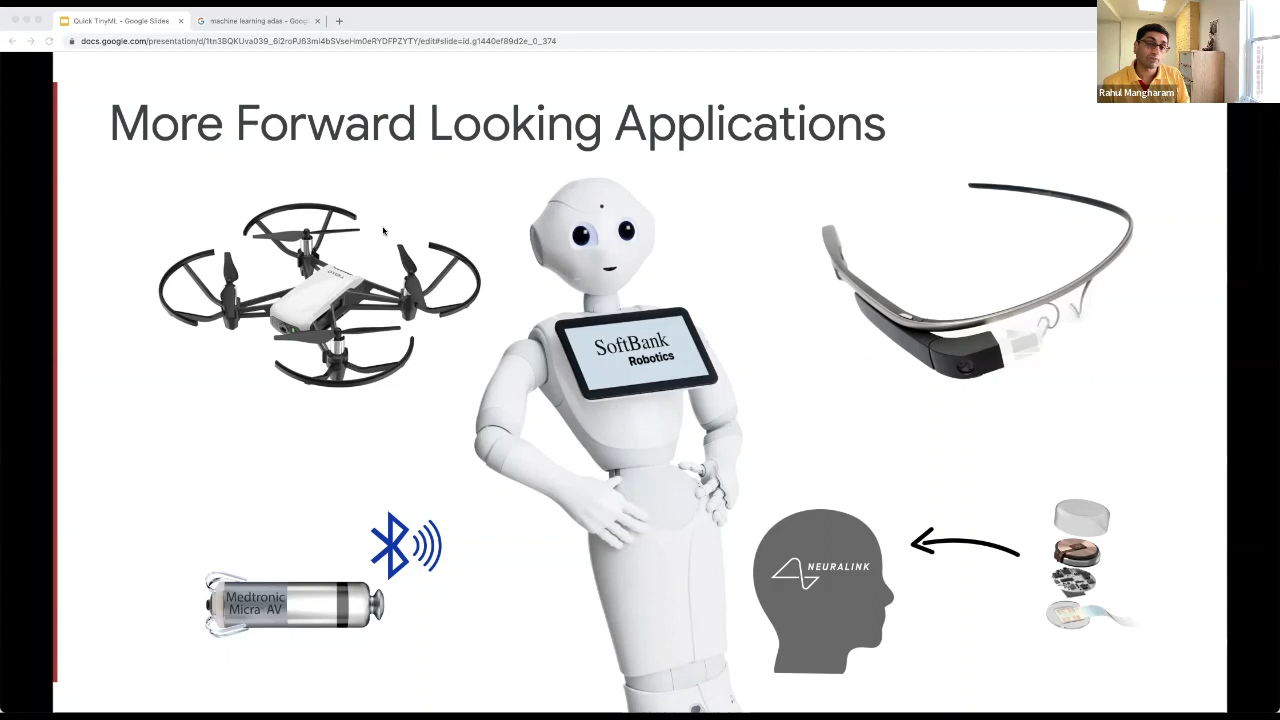 Quick TinyML - Google Slides
machine learning adas - Goog
docs.google.com/presentation/d/1tn3BQKUva039_6i2roPJ63ml4bSVseHm0eRYDFPZYTY/edit#slide=id.g1440ef89d2e_0_374
Rahul Mangharam
More Forward Looking Applications
SoftBank
Robotics
Medtronic
Micra AV
NEURALINK